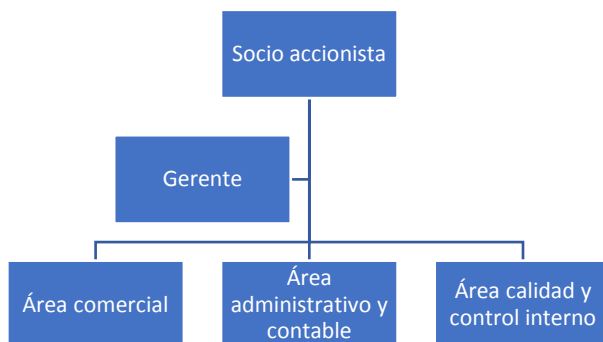 Socio accionista
Gerente
Área comercial
Área
administrativo y
contable
Área calidad y
control interno